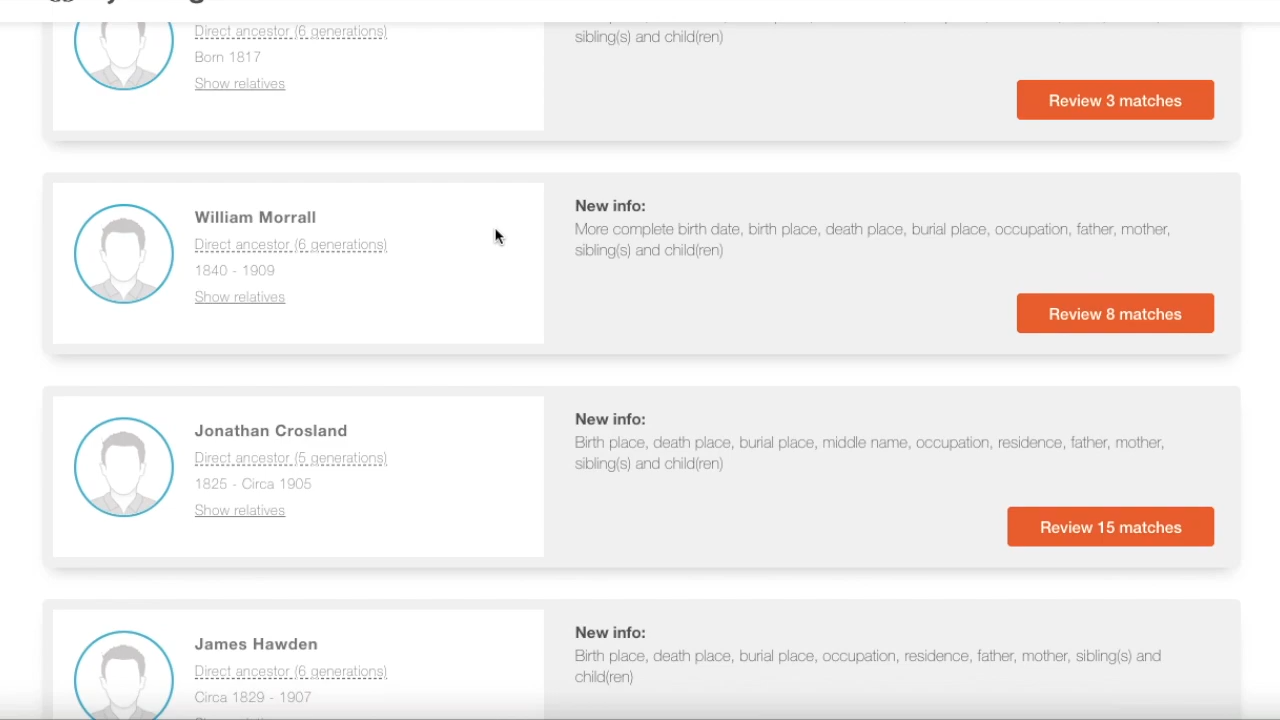 Direct ancestor (6 generations)
Born 1817
Show relatives
sibling(s) and child(ren)
Review 3 matches
William Morrall
Direct ancestor (6 generations)
1840 - 1909
Show relatives
New info:
More complete birth date, birth place, death place, burial place, occupation, father, mother,
sibling(s) and child(ren)
Review 8 matches
Jonathan Crosland
Direct ancestor (5 generations)
1825 - Circa 1905
Show relatives
New info:
Birth place, death place, burial place, middle name, occupation, residence, father, mother,
sibling(s) and child(ren)
Review 15 matches
James Hawden
Direct ancestor (6 generations)
Circa 1829 - 1907
New info:
Birth place, death place, burial place, occupation, residence, father, mother, sibling(s) and
child(ren)